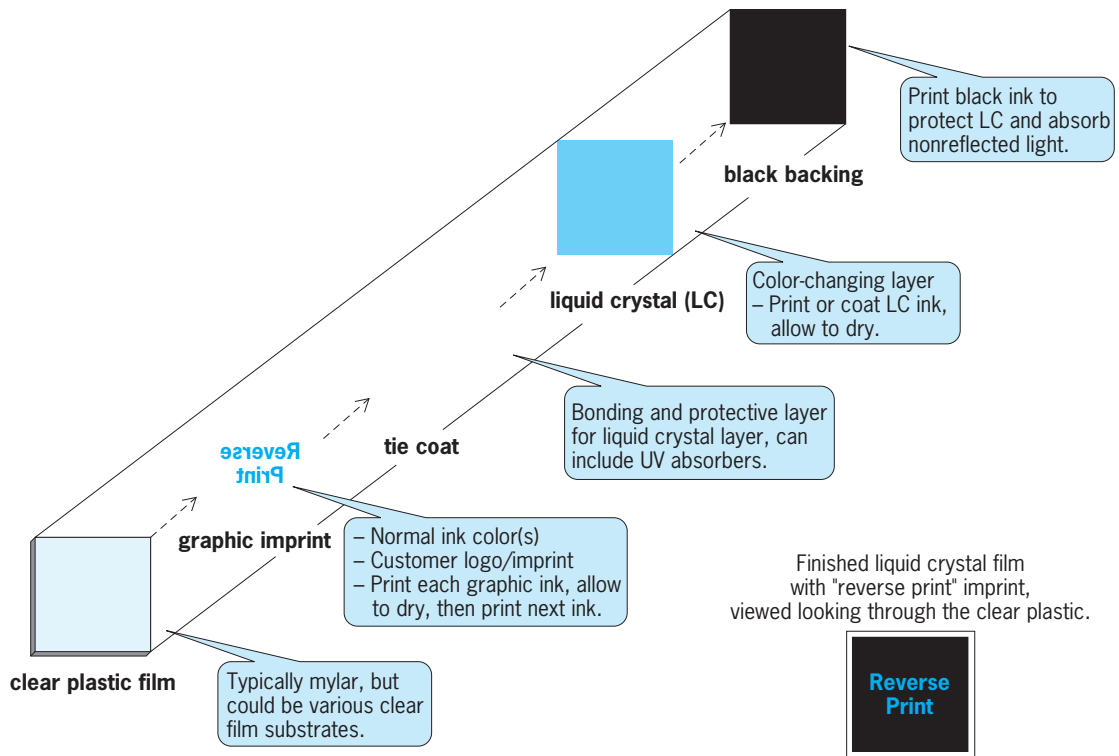 Print black ink to
protect LC and absorb
nonreflected light.
black backing
Color-changing layer
– Print or coat LC ink,
allow to dry.
liquid crystal (LC)
Bonding and protective layer
for liquid crystal layer, can
include UV absorbers.
tie coat
Reverse
Print
– Normal ink color(s)
– Customer logo/imprint
– Print each graphic ink, allow
to dry, then print next ink.
graphic imprint
Typically mylar, but
could be various clear
film substrates.
clear plastic film
Finished liquid crystal film
with "reverse print" imprint,
viewed looking through the clear plastic.
Reverse
Print